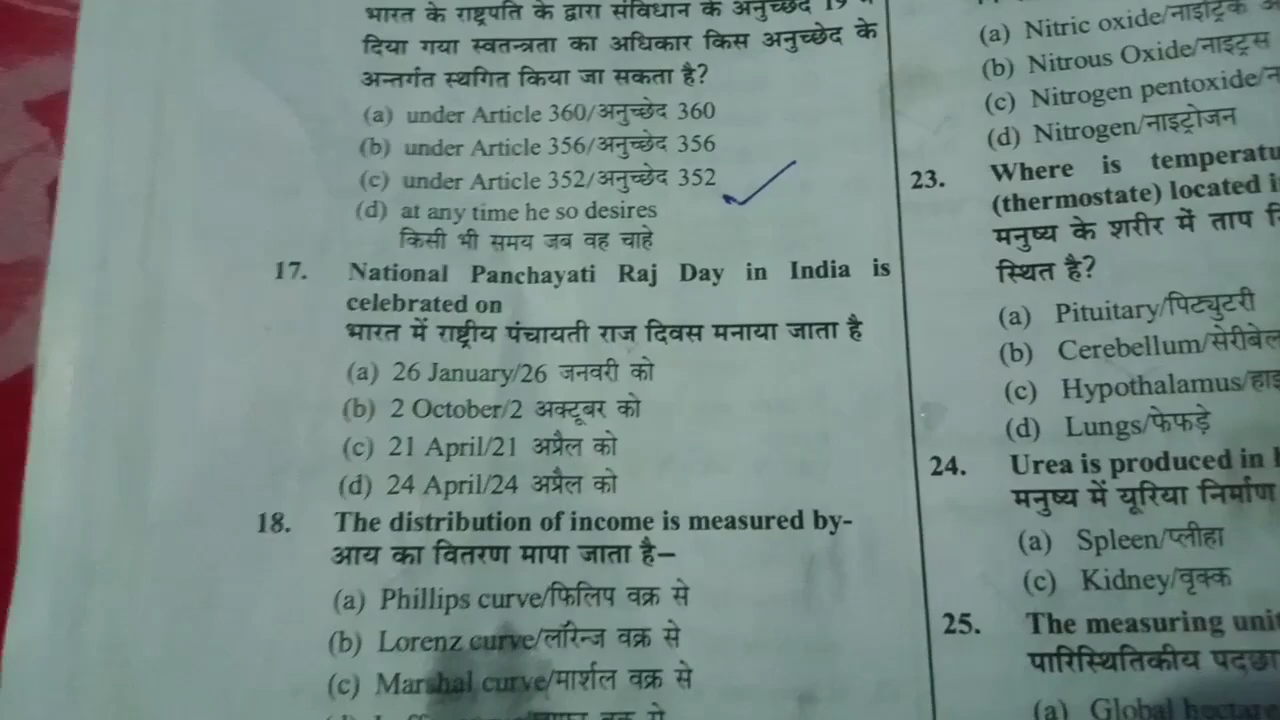 भारत के राष्ट्रपति के द्वारा संविधान के अनुच्छेद 19 में
दिया गया स्वतन्त्रता का अधिकार किस अनुच्छेद के
अन्तर्गत स्थगित किया जा सकता है?
(a) under Article 360/अनुच्छेद 360
(b) under Article 356/अनुच्छेद 356
(c) under Article 352/अनुच्छेद 352
(d) at any time he so desires
किसी भी समय जब वह चाहे
17. National Panchayati Raj Day in India is
celebrated on
भारत में राष्ट्रीय पंचायती राज दिवस मनाया जाता है
(a) 26 January/26 जनवरी को
(b) 2 October/2 अक्टूबर को
(c) 21 April/21 अप्रैल को
(d) 24 April/24 अप्रैल को
18. The distribution of income is measured by-
आय का वितरण मापा जाता है–
(a) Phillips curve/फिलिप वक्र से
(b) Lorenz curve/लॉरेन्ज वक्र से
(c) Marshal curve/मार्शल वक्र से
(a) Nitric oxide/नाइट्रिक
(b) Nitrous Oxide/नाइट्रस
(c) Nitrogen pentoxide/
(d) Nitrogen/नाइट्रोजन
23. Where is
(thermostate) located
मनुष्य के शरीर में ताप
स्थित है?
(a) Pituitary/पिट्युटरी
(b) Cerebellum/
(c) Hypothalamus/
(d) Lungs/फेफड़े
24. Urea is produced in
मनुष्य में यूरिया निर्माण
(a) Spleen/प्लीहा
(c) Kidney/वृक्क
25. The measuring
पारिस्थितिकीय
(a) Global